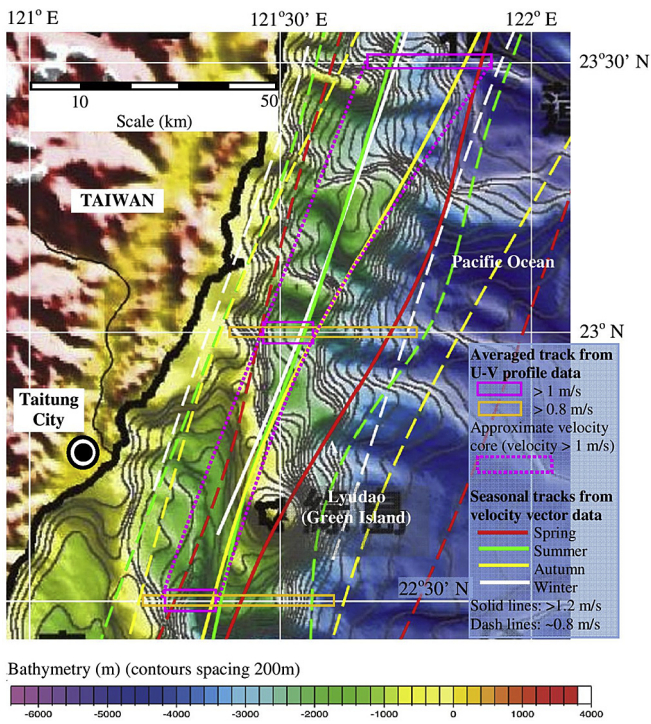 121° E
121°30' E
122° E
23°30' N
10
50
Scale (km)
TAIWAN
Pacific Ocean
23° N
Taitung
City
Lyudao
(Green Island)
22°30' N
Averaged track from
U-V profile data
> 1 m/s
> 0.8 m/s
Approximate velocity
core (velocity > 1 m/s)
Seasonal tracks from
velocity vector data
Spring
Summer
Autumn
Winter
Solid lines: >1.2 m/s
Dash lines: ~0.8 m/s
Bathymetry (m) (contours spacing 200m)
-6000 -5000 -4000 -3000 -2000 -1000 0 1000 2000 3000 4000